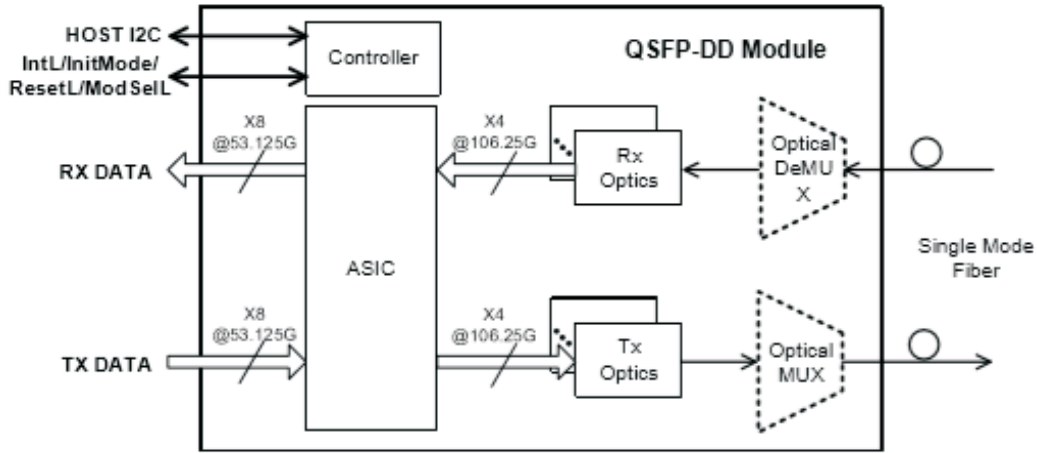 HOST I2C
IntL/InitMode/
ResetL/ModSelL
Controller
QSFP-DD Module
X8
@53.125G
X4
@106.25G
RX DATA
Rx
Optics
Optical
DeMU
X
ASIC
Single Mode
Fiber
X8
@53.125G
X4
@106.25G
TX DATA
Tx
Optics
Optical
MUX